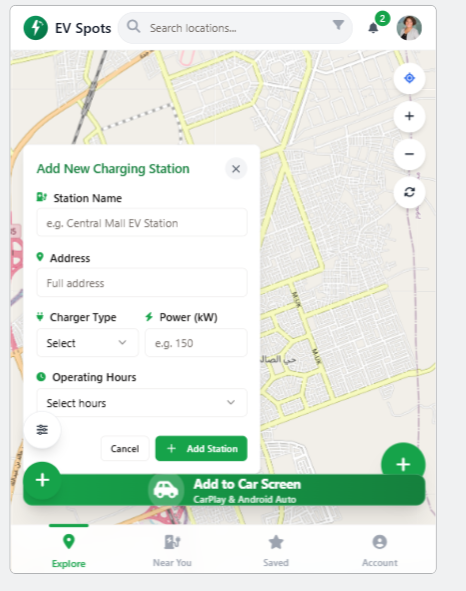 EV Spots
Search locations...
2
Add New Charging Station
Station Name
e.g. Central Mall EV Station
Address
Full address
Charger Type
Power (kW)
Select
e.g. 150
Operating Hours
Select hours
Cancel
+ Add Station
Add to Car Screen
CarPlay & Android Auto
Explore
Near You
Saved
Account